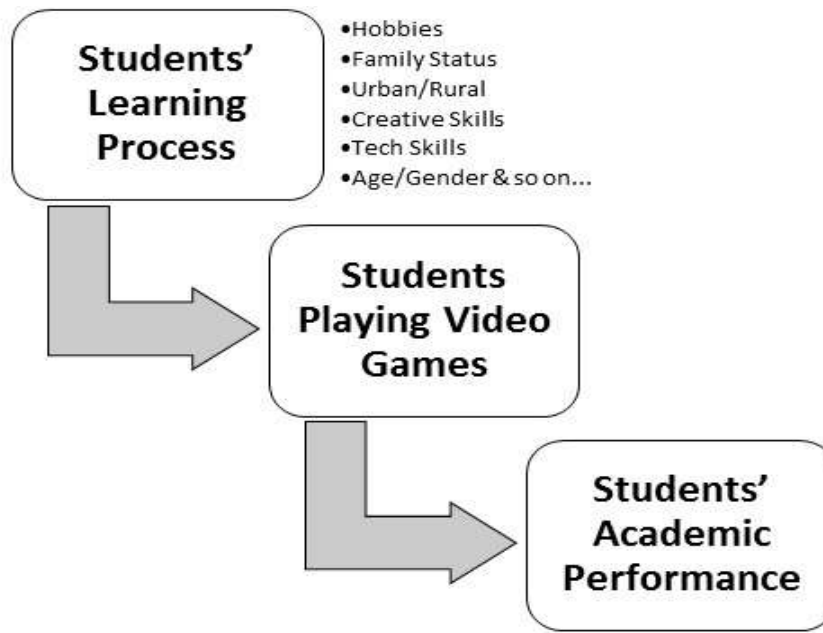 Students'
Learning
Process
•Hobbies
•Family Status
•Urban/Rural
•Creative Skills
•Tech Skills
•Age/Gender & so on...
Students
Playing Video
Games
Students'
Academic
Performance